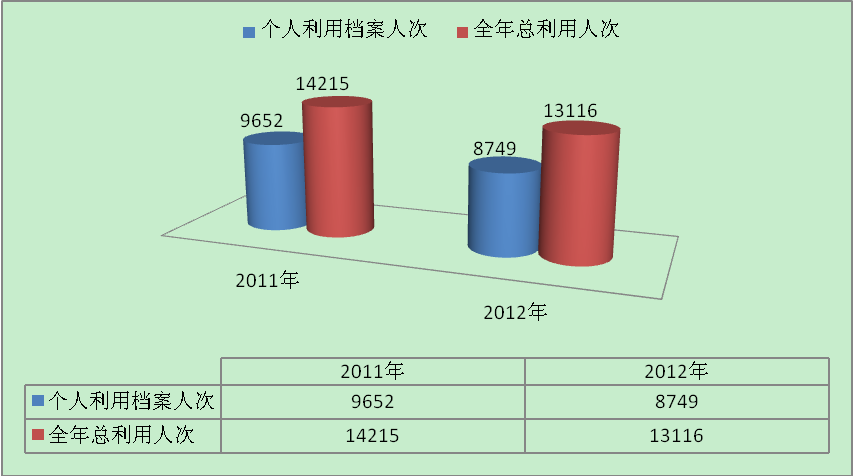 个人利用档案人次 全年总利用人次
14215
9652
13116
8749
2011年
2012年
2011年 2012年
个人利用档案人次 9652 8749
全年总利用人次 14215 13116